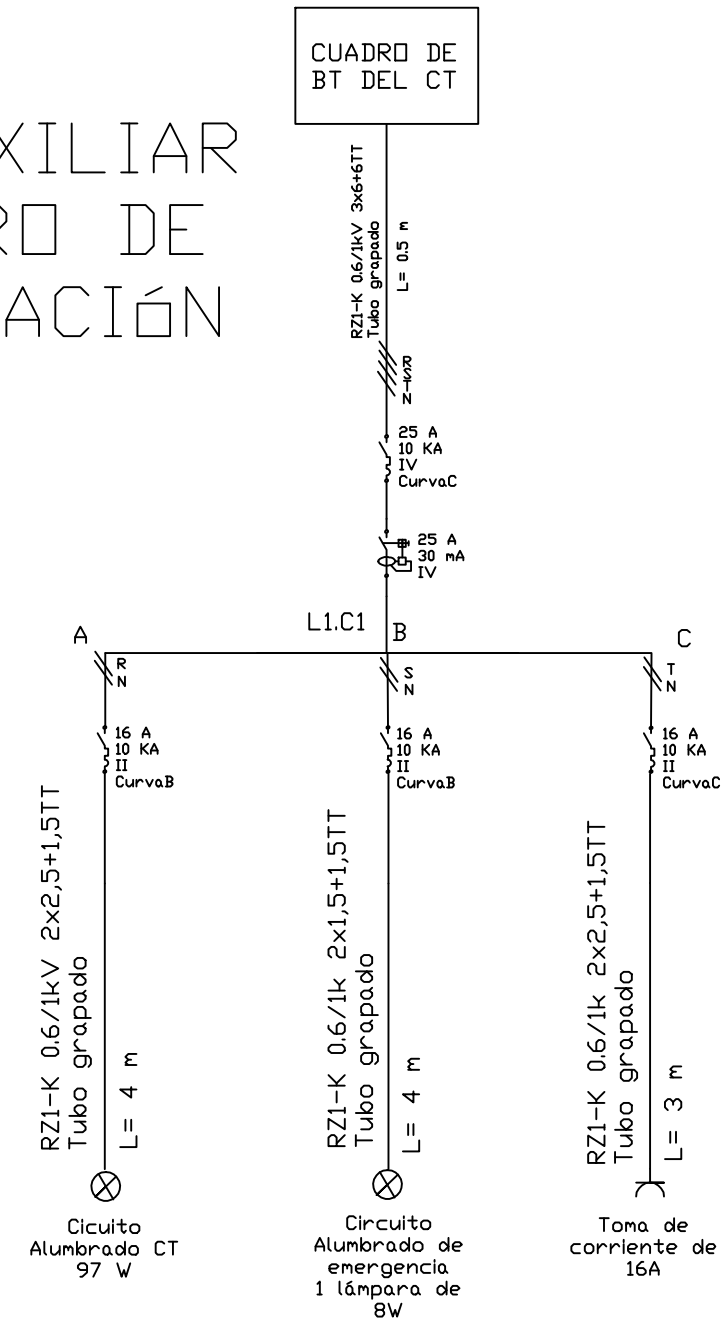 CUADRO DE
BT DEL CT
XILIAR
RO DE
ACIÓN
RZ1-K 0.6/1kV 3x6+6TT
Tubo grapado
L= 0.5 m
R
S
T
N
25 A
10 KA
IV
CurvaC
25 A
30 mA
IV
L1.C1
A
B
C
R
N
S
N
T
N
16 A
10 KA
II
CurvaB
16 A
10 KA
II
CurvaB
16 A
10 KA
II
CurvaC
RZ1-K 0.6/1kV 2x2,5+1,5TT
Tubo grapado
L= 4 m
RZ1-K 0.6/1k 2x1,5+1,5TT
Tubo grapado
L= 4 m
RZ1-K 0.6/1k 2x2,5+1,5TT
Tubo grapado
L= 3 m
Cicuito
Alumbrado CT
97 W
Circuito
Alumbrado de
emergencia
1 lámpara de
8W
Toma de
corriente de
16A